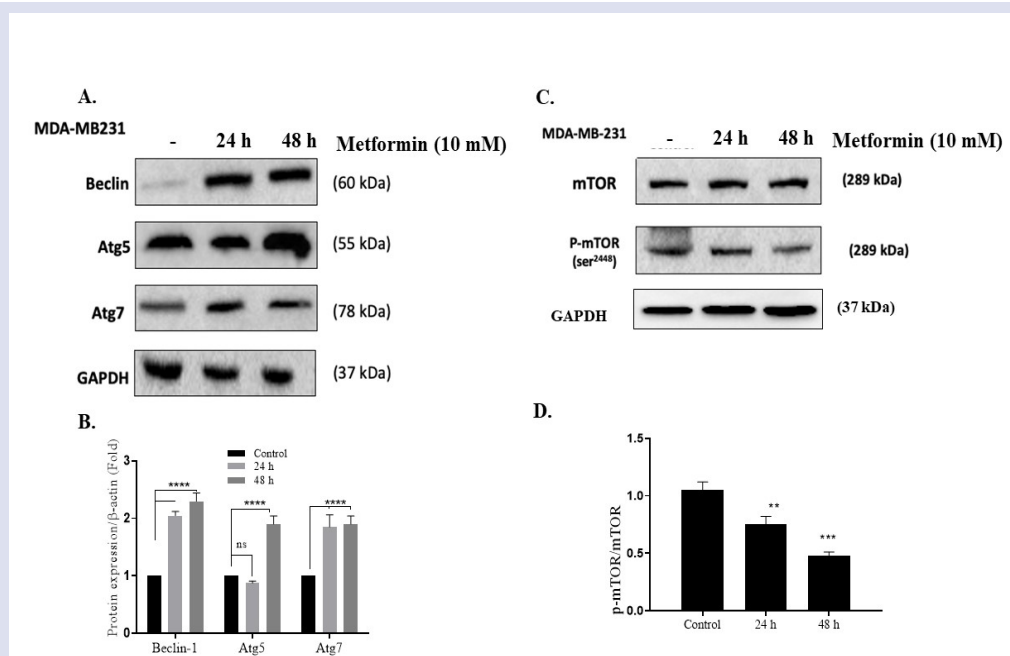 A.
MDA-MB231
- 24 h 48 h Metformin (10 mM)
Beclin (60 kDa)
Atg5 (55 kDa)
Atg7 (78 kDa)
GAPDH (37 kDa)
B.
Protein expression/β-actin (Fold)
Control
24 h
48 h
3
2
1
0
****
ns
****
****
Beclin-1 Atg5 Atg7
C.
MDA-MB-231
- 24 h 48 h Metformin (10 mM)
mTOR (289 kDa)
P-mTOR (289 kDa)
(ser2448)
GAPDH (37 kDa)
D.
p-mTOR/mTOR
1.5
1.0
0.5
0.0
**
***
Control 24 h 48 h